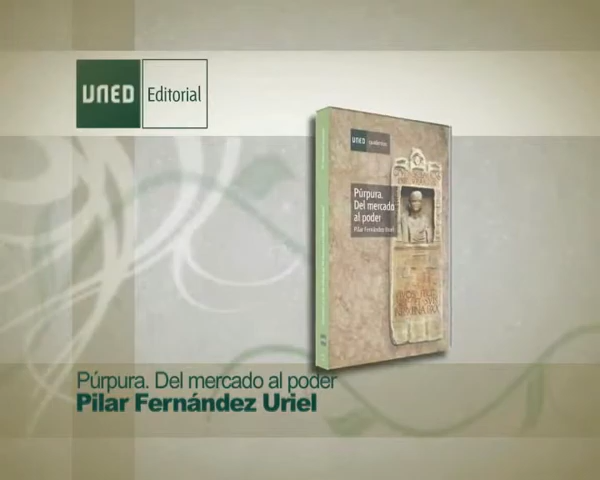 UNED Editorial
UNED
Púrpura.
Del mercado
al poder
Pilar Fernández Uriel
Púrpura. Del mercado al poder
Pilar Fernández Uriel